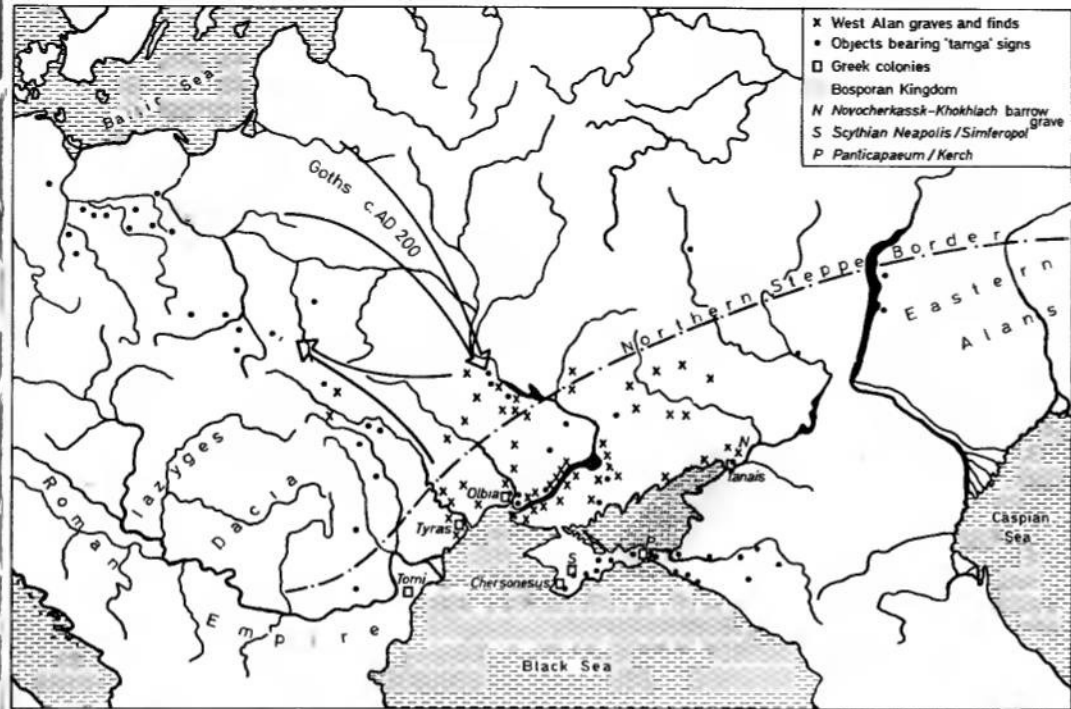 x West Alan graves and finds
• Objects bearing 'tamga' signs
□ Greek colonies
Bosporan Kingdom
N Novocherkassk-Khokhlach barrow grave
S Scythian Neapolis/Simferopol
P Panticapaeum/Kerch
Baltic Sea
Goths c.AD 200
Northern Steppe Border
Eastern
Alans
Iazyges
Dacia
Roman
Empire
Olbia
Tyras
Tomi
Chersonesus
S
P
N
Tanais
Caspian
Sea
Black Sea